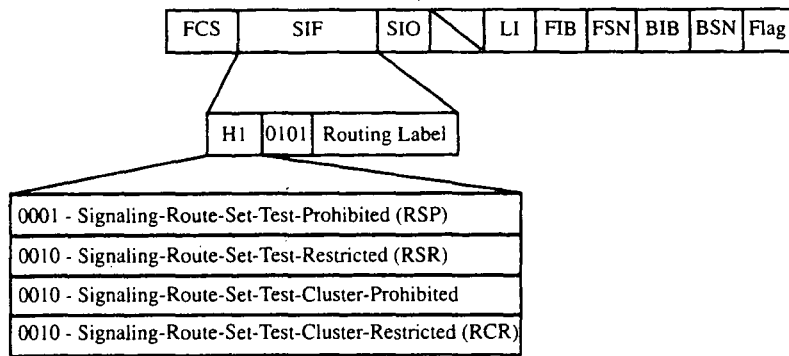 FCS SIF SIO LI FIB FSN BIB BSN Flag
H1 0101 Routing Label
0001 - Signaling-Route-Set-Test-Prohibited (RSP)
0010 - Signaling-Route-Set-Test-Restricted (RSR)
0010 - Signaling-Route-Set-Test-Cluster-Prohibited
0010 - Signaling-Route-Set-Test-Cluster-Restricted (RCR)